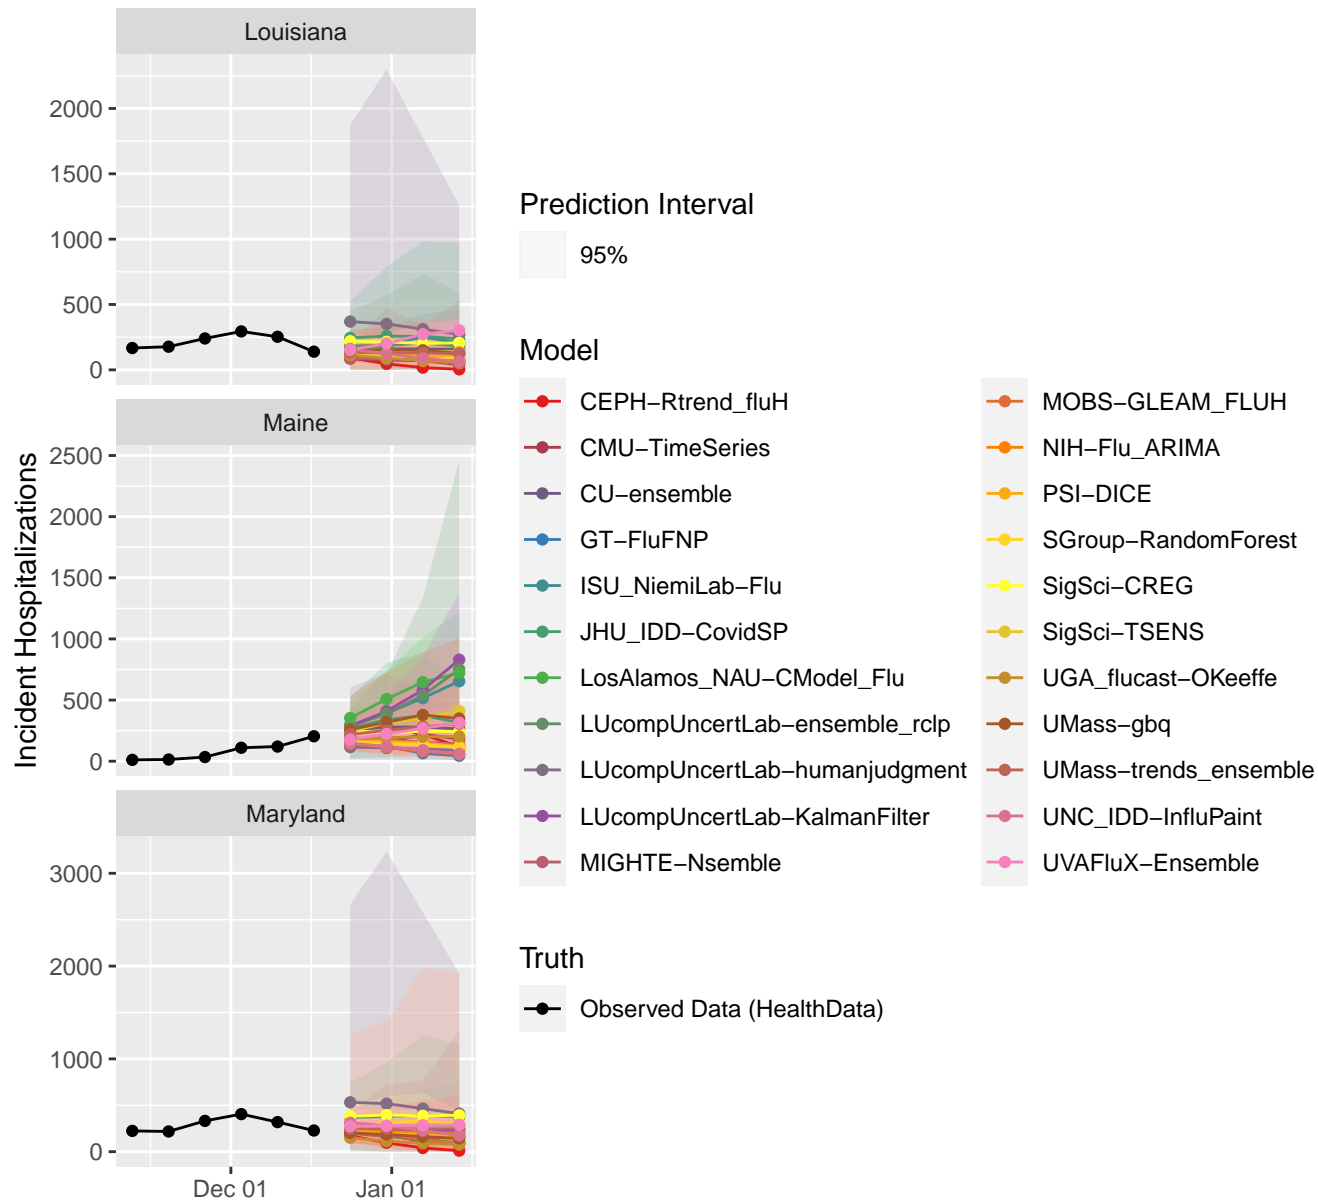 Louisiana
2000
1500
1000
500
0
Maine
2500
2000
1500
1000
500
0
Incident Hospitalizations
Maryland
3000
2000
1000
0
Dec 01
Jan 01
Prediction Interval
95%
Model
CEPH−Rtrend_fluH
CMU−TimeSeries
CU−ensemble
GT−FluFNP
ISU_NiemiLab−Flu
JHU_IDD−CovidSP
LosAlamos_NAU−CModel_Flu
LUcompUncertLab−ensemble_rclp
LUcompUncertLab−humanjudgment
LUcompUncertLab−KalmanFilter
MIGHTE−Nsemble
MOBS−GLEAM_FLUH
NIH−Flu_ARIMA
PSI−DICE
SGroup−RandomForest
SigSci−CREG
SigSci−TSENS
UGA_flucast−OKeeffe
UMass−gbq
UMass−trends_ensemble
UNC_IDD−InfluPaint
UVAFluX−Ensemble
Truth
Observed Data (HealthData)